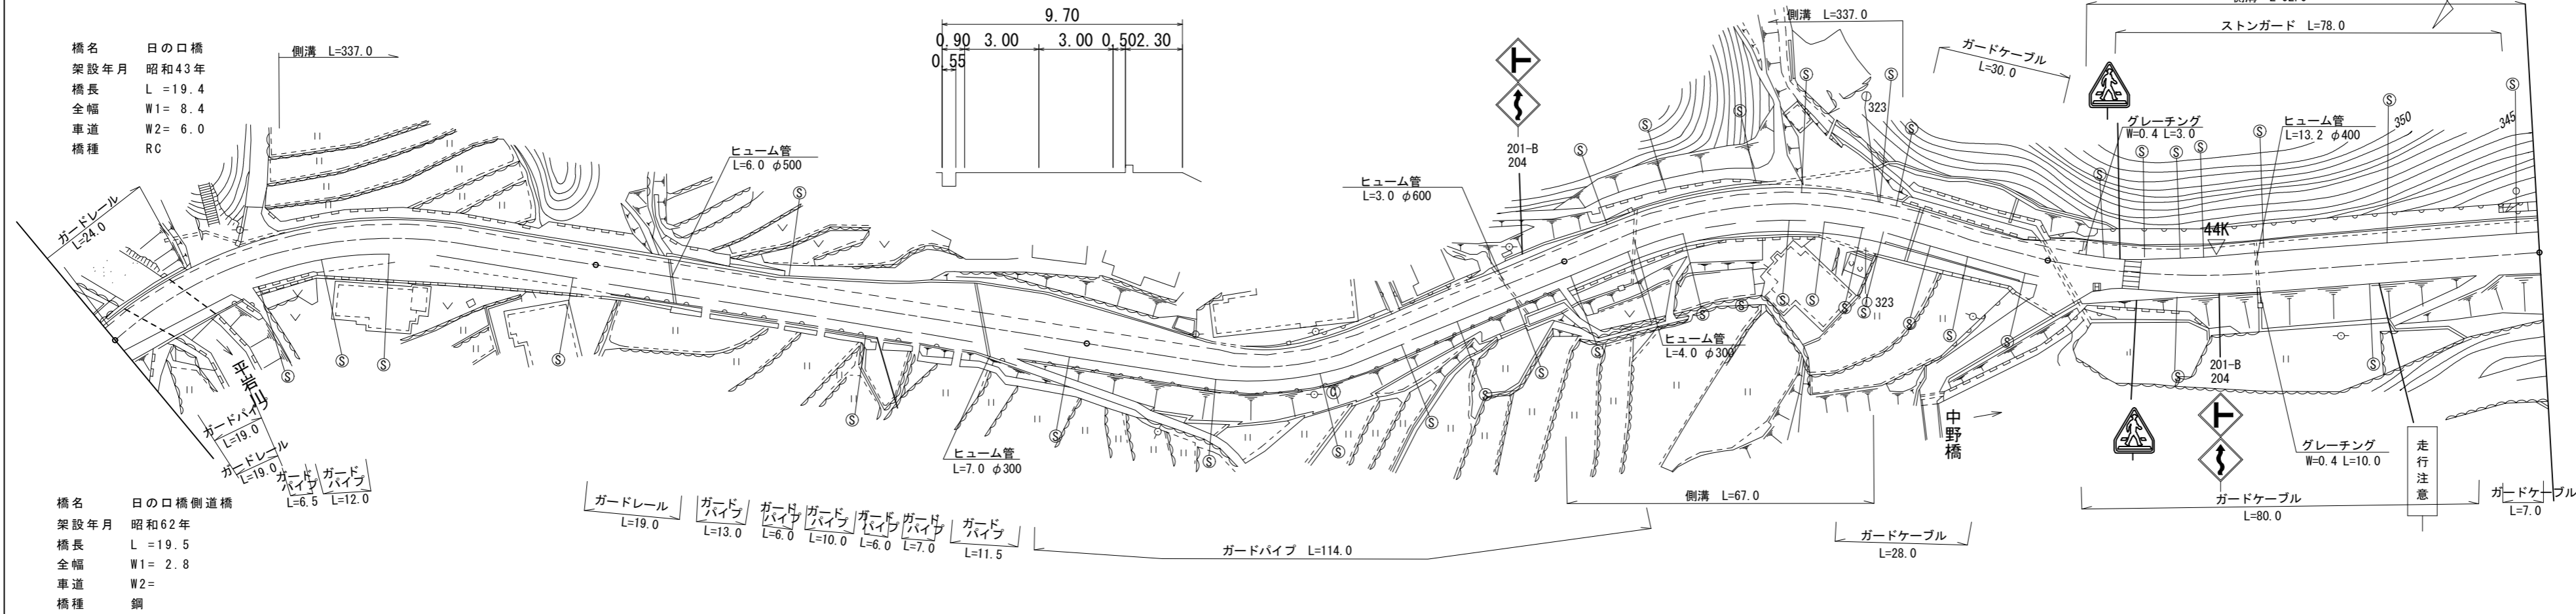 橋名 日の口橋
架設年月 昭和43年
橋長 L =19.4
全幅 W1= 8.4
車道 W2= 6.0
橋種 RC
側溝 L=337.0
9.70
0.90 3.00 3.00 0.50 2.30
0.55
側溝 L=337.0
ストンガード L=78.0
ガードケーブル
L=30.0
201-B
204
323
グレーチング
W=0.4 L=3.0
ヒューム管
L=13.2 φ400
350
345
ヒューム管
L=6.0 φ500
ヒューム管
L=3.0 φ600
44K
ガードレール
L=24.0
平岩川
ガードパイプ
L=19.0
ガードレール
L=19.0
ガード
パイプ
L=6.5
ガード
パイプ
L=12.0
ヒューム管
L=7.0 φ300
ヒューム管
L=4.0 φ300
323
中野橋
201-B
204
グレーチング
W=0.4 L=10.0
走行注意
ガードレール
L=19.0
ガード
パイプ
L=13.0
ガード
パイプ
L=6.0
ガード
パイプ
L=10.0
ガード
パイプ
L=6.0
ガード
パイプ
L=7.0
ガード
パイプ
L=11.5
ガードパイプ L=114.0
側溝 L=67.0
ガードケーブル
L=28.0
ガードケーブル
L=80.0
ガードケーブル
L=7.0
橋名 日の口橋側道橋
架設年月 昭和62年
橋長 L =19.5
全幅 W1= 2.8
車道 W2=
橋種 鋼